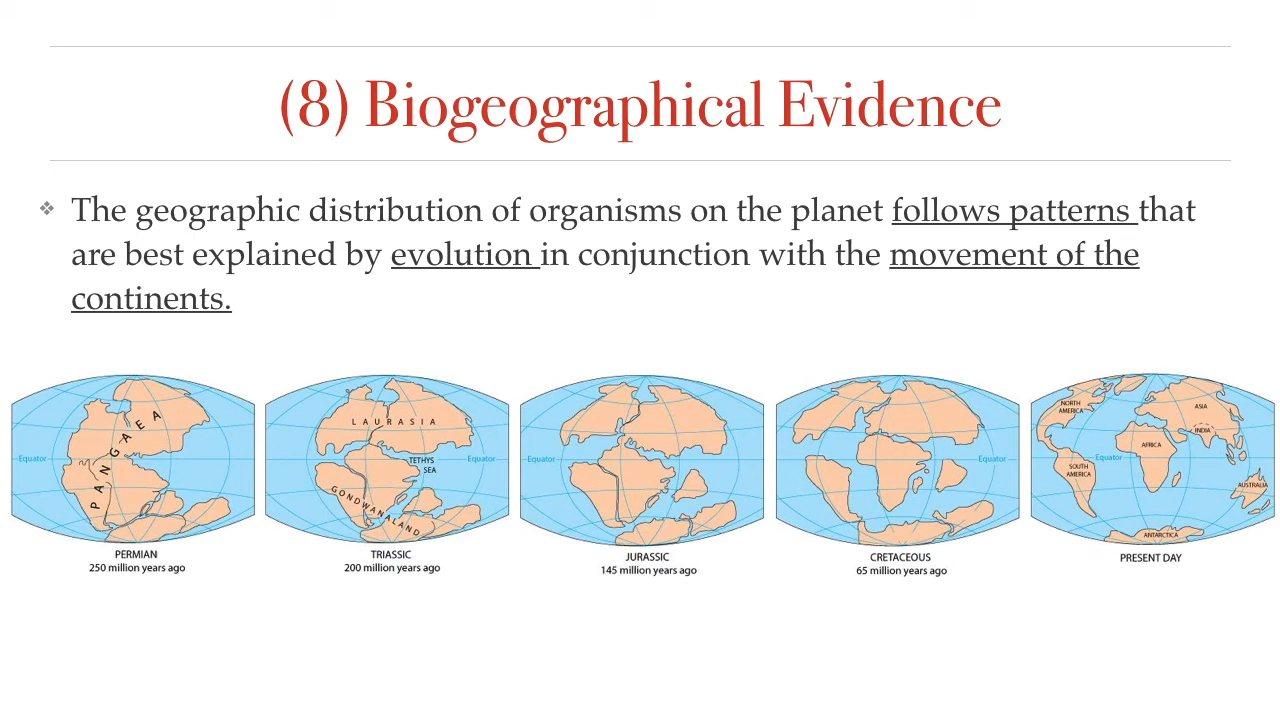 (8) Biogeographical Evidence
❖ The geographic distribution of organisms on the planet follows patterns that
are best explained by evolution in conjunction with the movement of the
continents.
PANGAEA
Equator
PERMIAN
250 million years ago
LAURASIA
TETHYS
SEA
Equator
GONDWANALAND
TRIASSIC
200 million years ago
Equator
JURASSIC
145 million years ago
Equator
CRETACEOUS
65 million years ago
NORTH
AMERICA
ASIA
INDIA
AFRICA
Equator
SOUTH
AMERICA
AUSTRALIA
ANTARCTICA
PRESENT DAY